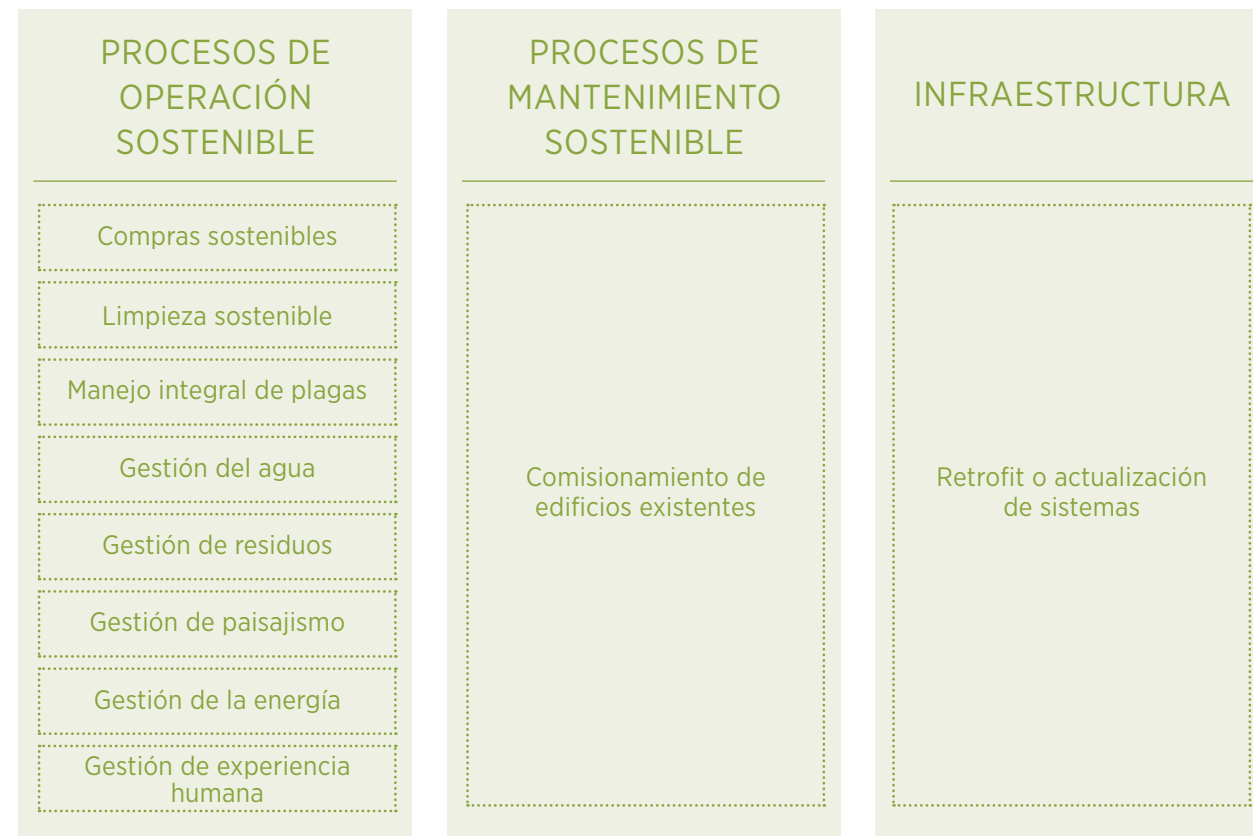 PROCESOS DE
OPERACIÓN
SOSTENIBLE
Compras sostenibles
Limpieza sostenible
Manejo integral de plagas
Gestión del agua
Gestión de residuos
Gestión de paisajismo
Gestión de la energía
Gestión de experiencia
humana
PROCESOS DE
MANTENIMIENTO
SOSTENIBLE
Comisionamiento de
edificios existentes
INFRAESTRUCTURA
Retrofit o actualización
de sistemas